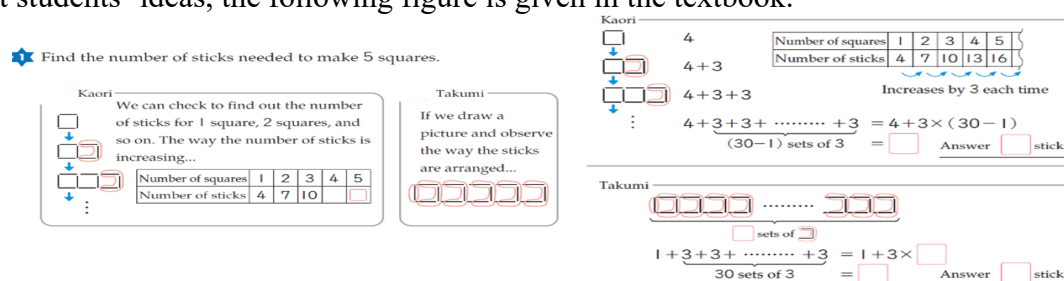 t students' ideas, the following figure is given in the textbook.
1 Find the number of sticks needed to make 5 squares.
Kaori
We can check to find out the number
of sticks for 1 square, 2 squares, and
so on. The way the number of sticks is
increasing...
Number of squares 1 2 3 4 5
Number of sticks 4 7 10
Takumi
If we draw a
picture and observe
the way the sticks
are arranged...
Kaori
4
4+3
4+3+3
Number of squares 1 2 3 4 5
Number of sticks 4 7 10 13 16
Increases by 3 each time
4+3+3+ ········· +3 = 4+3×(30−1)
(30−1) sets of 3 = Answer stick
Takumi
·········
sets of
1+3+3+ ········· +3 = 1+3×
30 sets of 3 = Answer stick